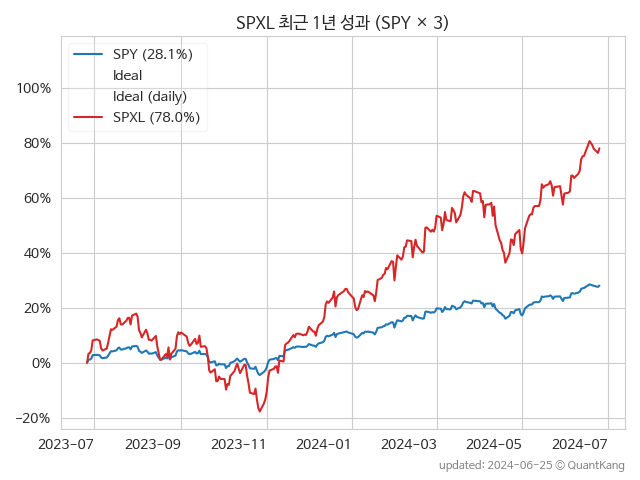 SPXL 최근 1년 성과 (SPY × 3)
SPY (28.1%)
Ideal
Ideal (daily)
SPXL (78.0%)
100%
80%
60%
40%
20%
0%
−20%
2023-07 2023-09 2023-11 2024-01 2024-03 2024-05 2024-07
updated: 2024-06-25 © QuantKang